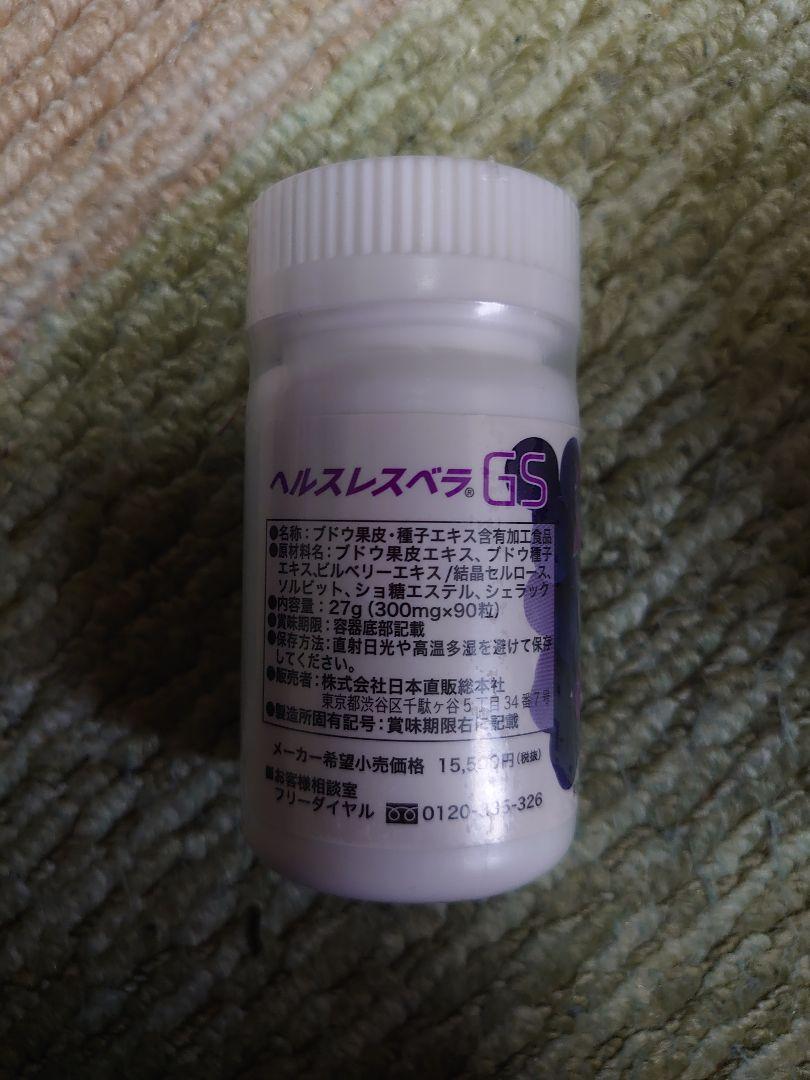 ヘルスレスベラ® GS
●名称：ブドウ果皮・種子エキス含有加工食品
●原材料名：ブドウ果皮エキス、ブドウ種子
エキス、ビルベリーエキス/結晶セルロース、
ソルビット、ショ糖エステル、シェラック
●内容量：27g（300mg×90粒）
●賞味期限：容器底部記載
●保存方法：直射日光や高温多湿を避けて保存
してください。
●販売者：株式会社日本直販総本社
東京都渋谷区千駄ヶ谷5丁目34番7号
●製造所固有記号：賞味期限右に記載
メーカー希望小売価格
（税抜）
■お客様相談室
フリーダイヤル